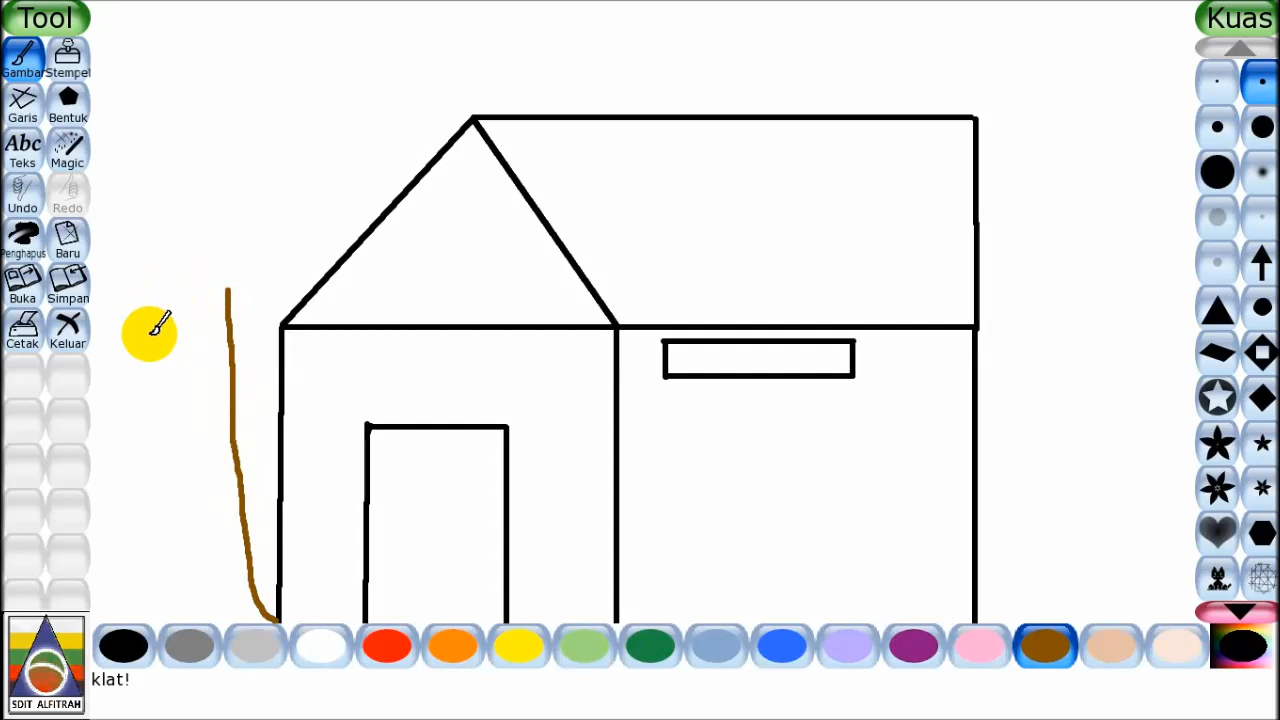 Tool
Kuas
Gambar
Stempel
Garis
Bentuk
Abc
Teks
Magic
Undo
Redo
Penghapus
Baru
Buka
Simpan
Cetak
Keluar
SDIT ALFITRAH
klat!